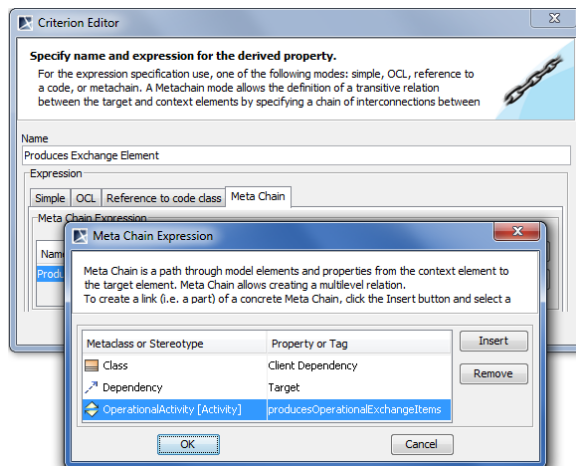 Criterion Editor
Specify name and expression for the derived property.
For the expression specification use, one of the following modes: simple, OCL, reference to
a code, or metachain. A Metachain mode allows the definition of a transitive relation
between the target and context elements by specifying a chain of interconnections between
Name
Produces Exchange Element
Expression
Simple OCL Reference to code class Meta Chain
Meta Chain Expression
Name
Produ
Meta Chain Expression
Meta Chain is a path through model elements and properties from the context element to
the target element. Meta Chain allows creating a multilevel relation.
To create a link (i.e. a part) of a concrete Meta Chain, click the Insert button and select a
Metaclass or Stereotype Property or Tag Insert
Class Client Dependency
Dependency Target Remove
OperationalActivity [Activity] producesOperationalExchangeItems
OK Cancel